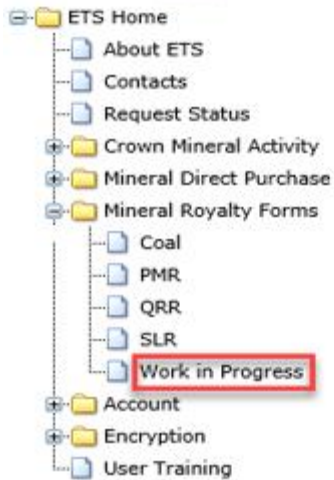 ETS Home
About ETS
Contacts
Request Status
Crown Mineral Activity
Mineral Direct Purchase
Mineral Royalty Forms
Coal
PMR
QRR
SLR
Work in Progress
Account
Encryption
User Training